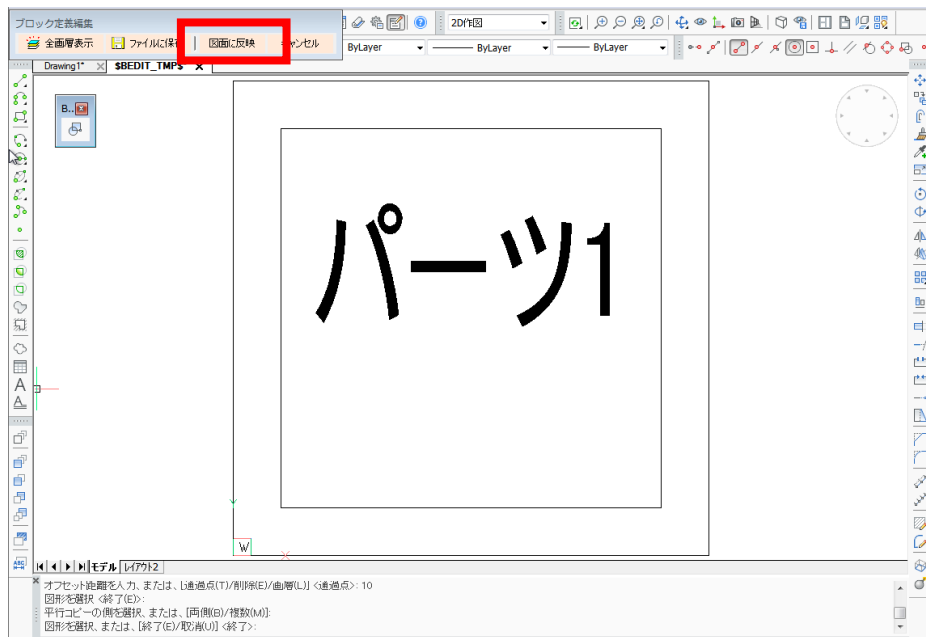 ブロック定義編集
全画層表示 ファイルに保 図面に反映 キャンセル
2D作図
ByLayer ByLayer ByLayer
Drawing1* $BEDIT_TMP$
B..
パーツ1
W
モデル レイアウト2
オフセット距離を入力、または、[通過点(T)/削除(E)/画層(L)] <通過点>: 10
図形を選択 <終了(E)>:
平行コピーの側を選択、または、[両側(B)/複数(M)]:
図形を選択、または、[終了(E)/取消(U)] <終了>: